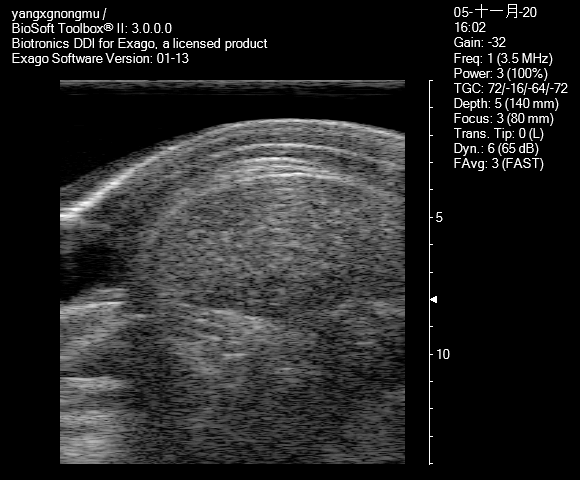 yangxgnongmu /
BioSoft Toolbox® II: 3.0.0.0
Biotronics DDI for Exago, a licensed product
Exago Software Version: 01-13
05-十一月-20
16:02
Gain: -32
Freq: 1 (3.5 MHz)
Power: 3 (100%)
TGC: 72/-16/-64/-72
Depth: 5 (140 mm)
Focus: 3 (80 mm)
Trans. Tip: 0 (L)
Dyn.: 6 (65 dB)
FAvg: 3 (FAST)
5
10